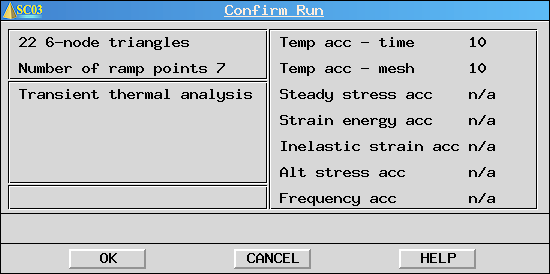 SC03 Confirm Run
22 6-node triangles
Number of ramp points 7
Transient thermal analysis
Temp acc - time 10
Temp acc - mesh 10
Steady stress acc n/a
Strain energy acc n/a
Inelastic strain acc n/a
Alt stress acc n/a
Frequency acc n/a
OK CANCEL HELP